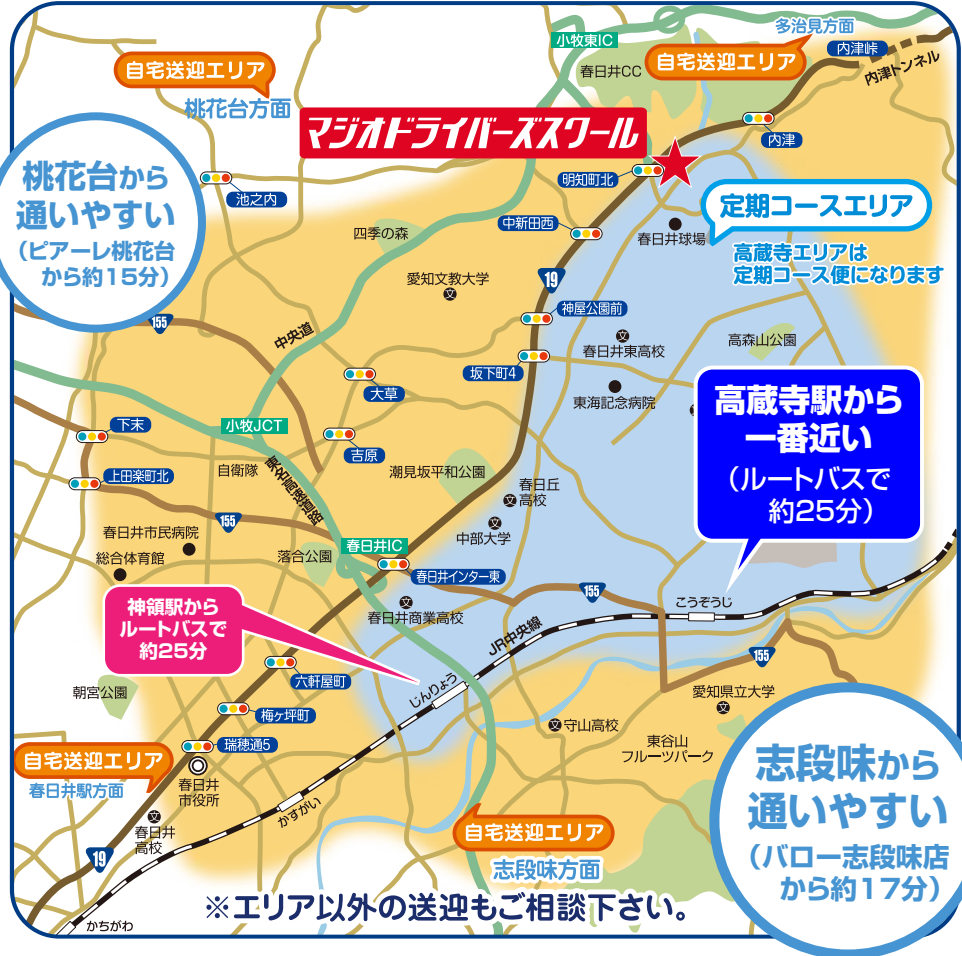 多治見方面
小牧東IC
内津峠
自宅送迎エリア
自宅送迎エリア
春日井CC
内津トンネル
桃花台方面
マジオドライバーズスクール
内津
桃花台から
通いやすい
(ピアーレ桃花台
から約15分)
池之内
明知町北
定期コースエリア
中新田西
四季の森
春日井球場
高蔵寺エリアは
定期コース便になります
愛知文教大学
文
19
神屋公園前
155
中央道
春日井東高校
文
高森山公園
坂下町4
大草
東海記念病院
高蔵寺駅から
一番近い
(ルートバスで
約25分)
下末
小牧JCT
吉原
自衛隊
潮見坂平和公園
上田楽町北
東名高速道路
春日丘
高校
文
155
春日井市民病院
文
中部大学
総合体育館
落合公園
春日井IC
春日井インター東
155
神領駅から
ルートバスで
約25分
文
春日井商業高校
こうぞうじ
JR中央線
155
六軒屋町
じんりょう
朝宮公園
愛知県立大学
文
梅ヶ坪町
文守山高校
瑞穂通5
東谷山
フルーツパーク
自宅送迎エリア
春日井駅方面
春日井
市役所
志段味から
通いやすい
(バロー志段味店
から約17分)
かすがい
文
春日井
高校
自宅送迎エリア
志段味方面
19
※エリア以外の送迎もご相談下さい。
かちがわ